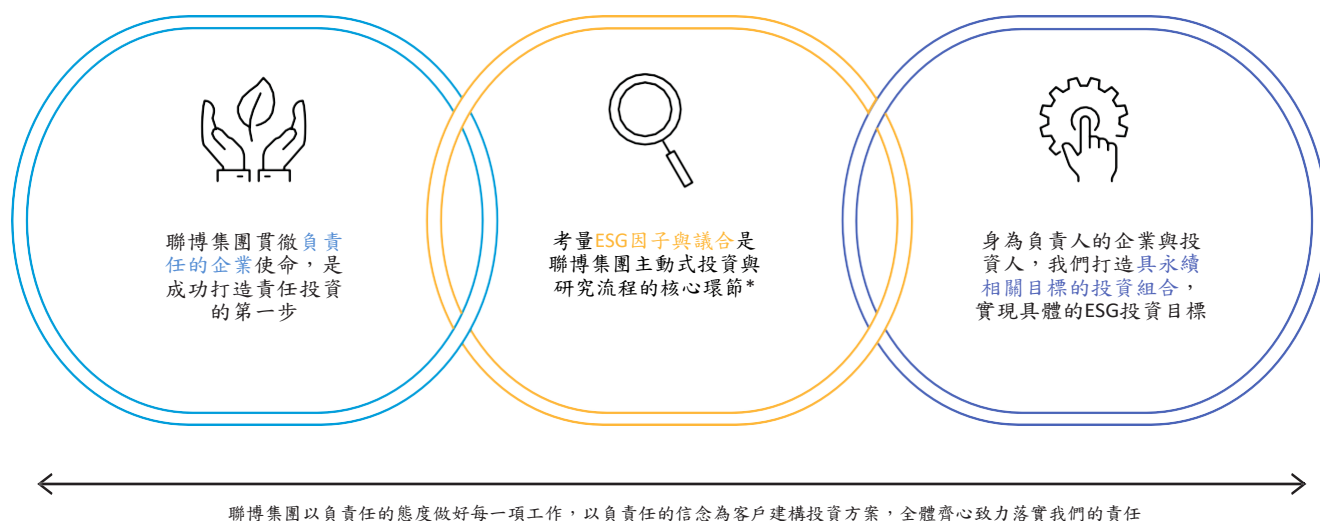 聯博集團貫徹負責
任的企業使命，是
成功打造責任投資
的第一步
考量ESG因子與議合是
聯博集團主動式投資與
研究流程的核心環節*
身為負責人的企業與投
資人，我們打造具永續
相關目標的投資組合，
實現具體的ESG投資目標
聯博集團以負責任的態度做好每一項工作，以負責任的信念為客戶建構投資方案，全體齊心致力落實我們的責任